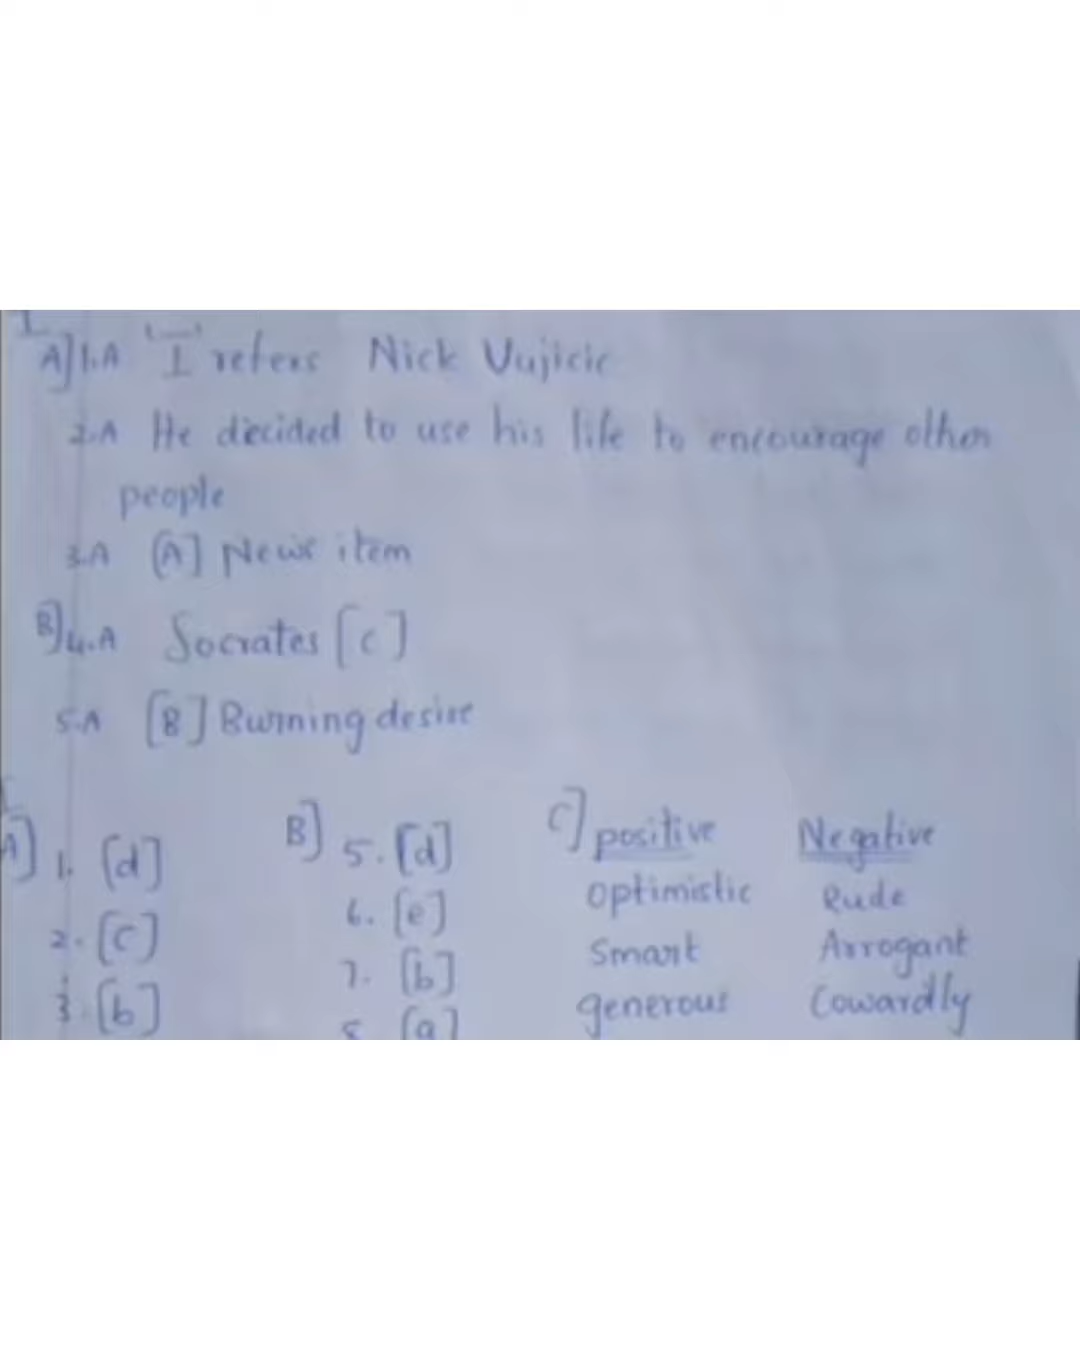 I
A] 1.A 'I' refers Nick Vujicic
2.A He decided to use his life to encourage other
people
3.A [A] News item
B] 4.A Socrates [c]
5.A [B] Burning desire
A] 1. [d]
2. [c]
3. [b]
B] 5. [d]
6. [e]
7. [b]
8 [a]
C] positive Negative
Optimistic Rude
Smart Arrogant
generous Cowardly